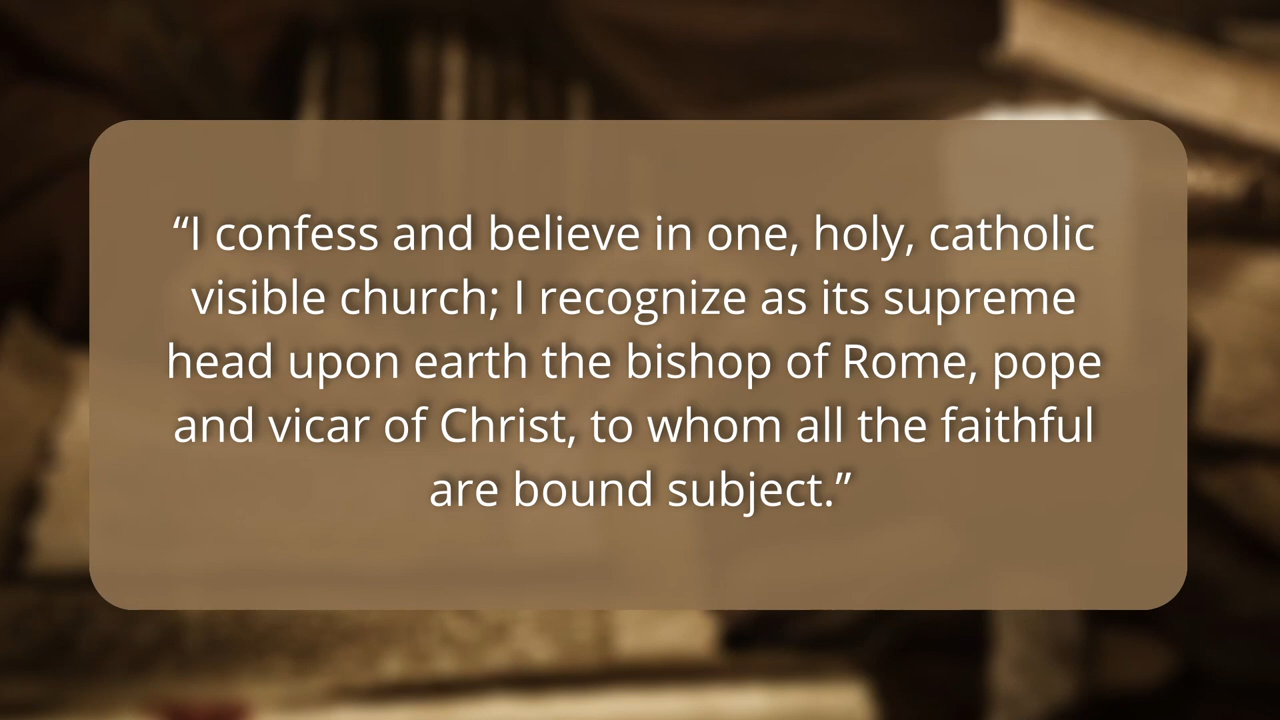 “I confess and believe in one, holy, catholic
visible church; I recognize as its supreme
head upon earth the bishop of Rome, pope
and vicar of Christ, to whom all the faithful
are bound subject.”